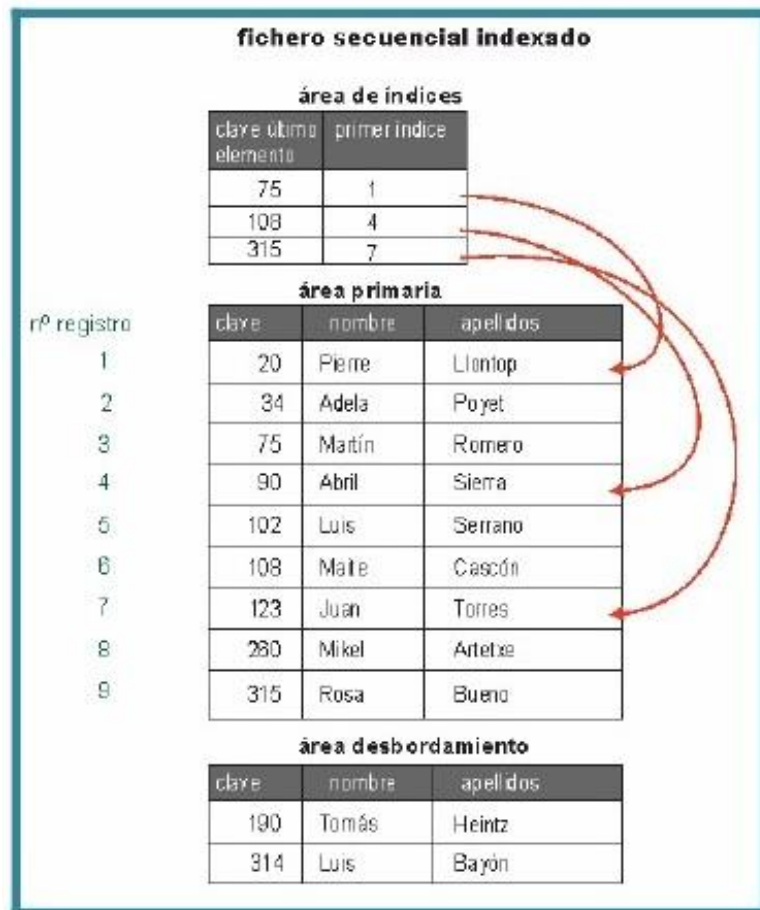 fichero secuencial indexado
área de índices
clave último elemento primer índice
75 1
108 4
315 7
área primaria
nº registro clave nombre apellidos
1 20 Pierre Llontop
2 34 Adela Poyet
3 75 Martín Romero
4 90 Abril Sierra
5 102 Luis Serrano
6 108 Maite Cascón
7 123 Juan Torres
8 280 Mikel Artetxe
9 315 Rosa Bueno
área desbordamiento
clave nombre apellidos
190 Tomás Heintz
314 Luis Bayón